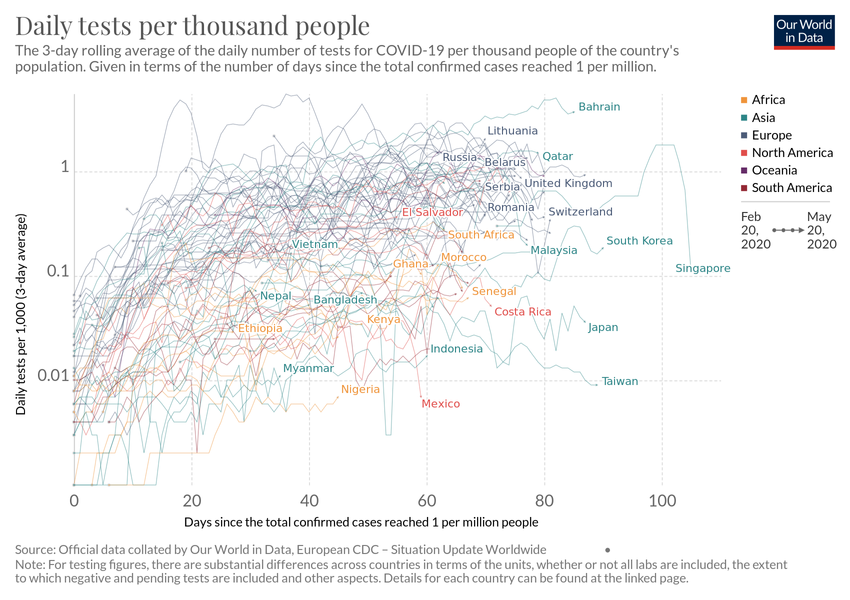 Daily tests per thousand people
Our World
in Data
The 3-day rolling average of the daily number of tests for COVID-19 per thousand people of the country's
population. Given in terms of the number of days since the total confirmed cases reached 1 per million.
Africa
Asia
Europe
North America
Oceania
South America
Feb
20,
2020
May
20,
2020
Daily tests per 1,000 (3-day average)
1
0.1
0.01
Bahrain
Lithuania
Russia
Belarus
Qatar
Serbia
United Kingdom
El Salvador
Romania
Switzerland
South Africa
Vietnam
Malaysia
South Korea
Ghana
Morocco
Singapore
Nepal
Bangladesh
Senegal
Costa Rica
Ethiopia
Kenya
Japan
Indonesia
Myanmar
Nigeria
Taiwan
Mexico
0
20
40
60
80
100
Days since the total confirmed cases reached 1 per million people
Source: Official data collated by Our World in Data, European CDC – Situation Update Worldwide
Note: For testing figures, there are substantial differences across countries in terms of the units, whether or not all labs are included, the extent
to which negative and pending tests are included and other aspects. Details for each country can be found at the linked page.